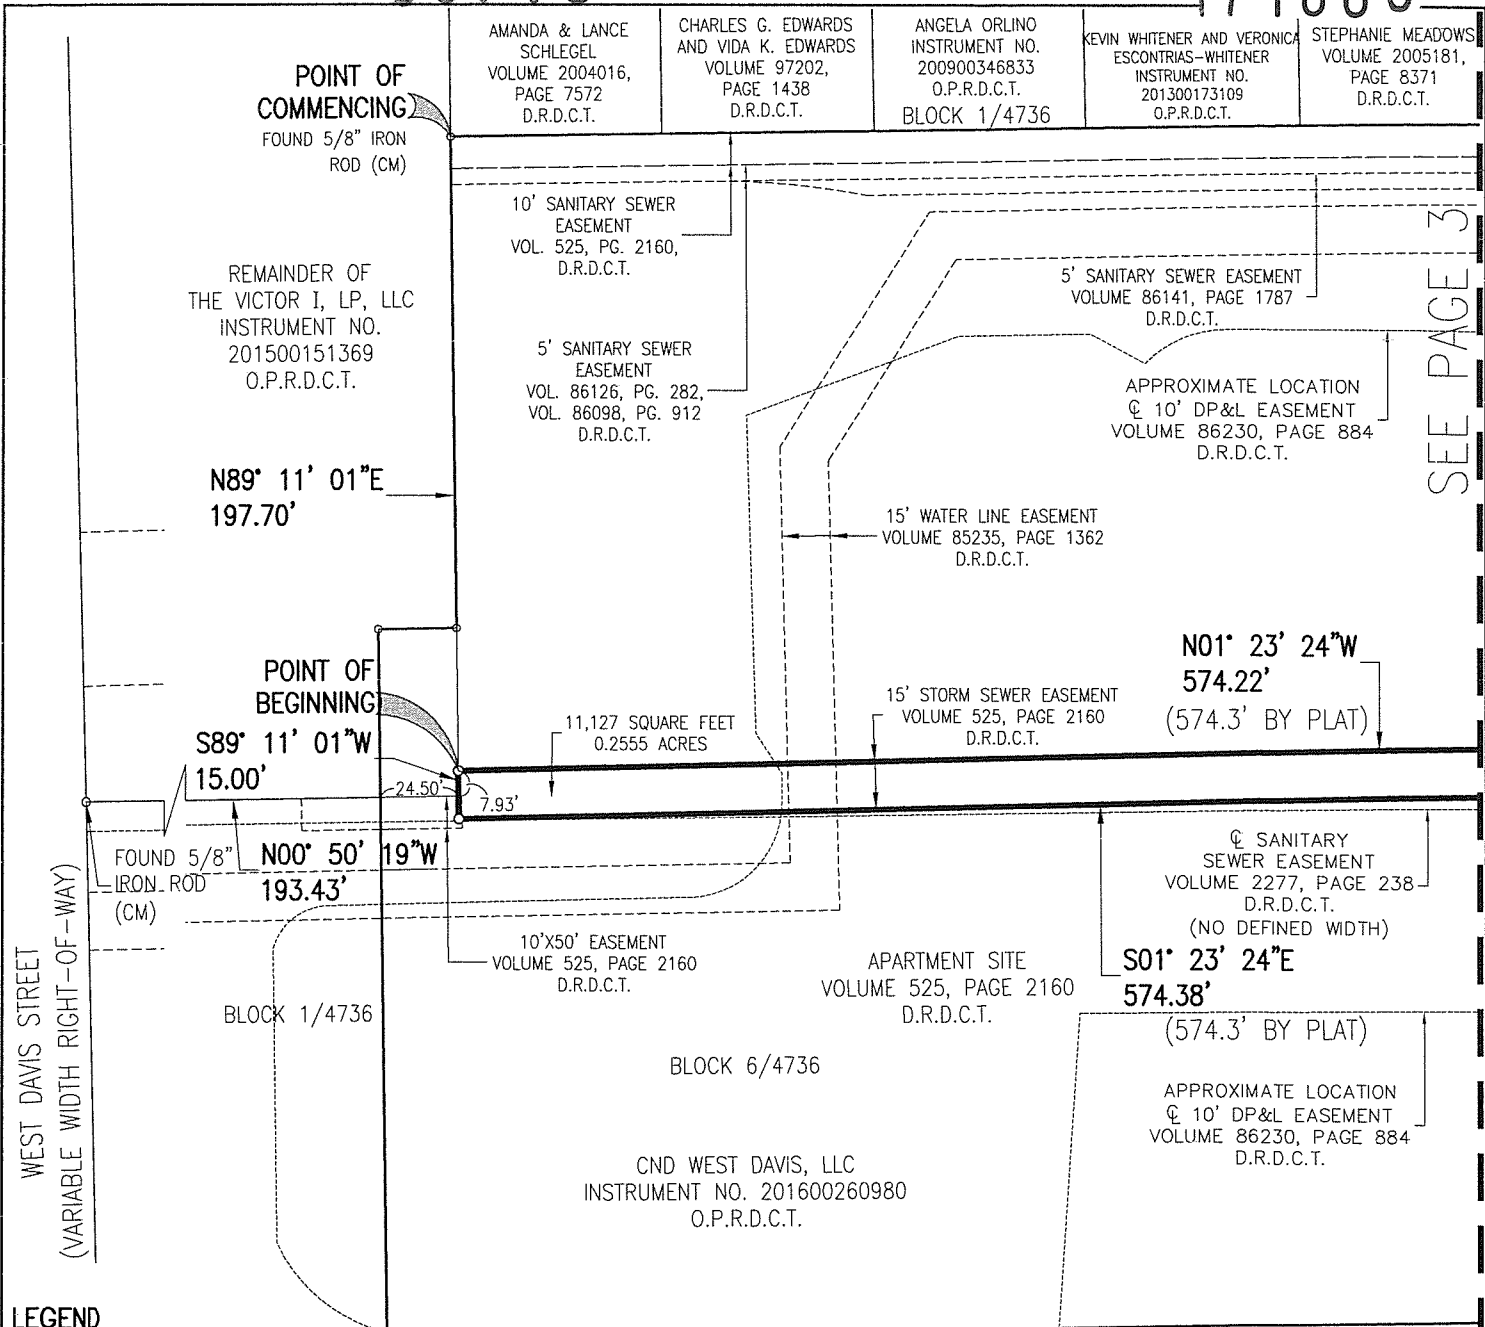 AMANDA & LANCE
SCHLEGEL
VOLUME 2004016,
PAGE 7572
D.R.D.C.T.
CHARLES G. EDWARDS
AND VIDA K. EDWARDS
VOLUME 97202,
PAGE 1438
D.R.D.C.T.
ANGELA ORLINO
INSTRUMENT NO.
200900346833
O.P.R.D.C.T.
BLOCK 1/4736
KEVIN WHITENER AND VERONICA
ESCONTRIAS-WHITENER
INSTRUMENT NO.
201300173109
O.P.R.D.C.T.
STEPHANIE MEADOWS
VOLUME 2005181,
PAGE 8371
D.R.D.C.T.
POINT OF
COMMENCING
FOUND 5/8" IRON
ROD (CM)
10' SANITARY SEWER
EASEMENT
VOL. 525, PG. 2160,
D.R.D.C.T.
REMAINDER OF
THE VICTOR I, LP, LLC
INSTRUMENT NO.
201500151369
O.P.R.D.C.T.
5' SANITARY SEWER EASEMENT
VOLUME 86141, PAGE 1787
D.R.D.C.T.
SEE PAGE 3
5' SANITARY SEWER
EASEMENT
VOL. 86126, PG. 282,
VOL. 86098, PG. 912
D.R.D.C.T.
APPROXIMATE LOCATION
℄ 10' DP&L EASEMENT
VOLUME 86230, PAGE 884
D.R.D.C.T.
N89° 11' 01"E
197.70'
15' WATER LINE EASEMENT
VOLUME 85235, PAGE 1362
D.R.D.C.T.
N01° 23' 24"W
574.22'
(574.3' BY PLAT)
POINT OF
BEGINNING
S89° 11' 01"W
15.00'
11,127 SQUARE FEET
0.2555 ACRES
15' STORM SEWER EASEMENT
VOLUME 525, PAGE 2160
D.R.D.C.T.
24.50'
7.93'
FOUND 5/8"
IRON ROD
(CM)
N00° 50' 19"W
193.43'
℄ SANITARY
SEWER EASEMENT
VOLUME 2277, PAGE 238
D.R.D.C.T.
(NO DEFINED WIDTH)
10'X50' EASEMENT
VOLUME 525, PAGE 2160
D.R.D.C.T.
APARTMENT SITE
VOLUME 525, PAGE 2160
D.R.D.C.T.
S01° 23' 24"E
574.38'
(574.3' BY PLAT)
WEST DAVIS STREET
(VARIABLE WIDTH RIGHT-OF-WAY)
BLOCK 1/4736
BLOCK 6/4736
APPROXIMATE LOCATION
℄ 10' DP&L EASEMENT
VOLUME 86230, PAGE 884
D.R.D.C.T.
CND WEST DAVIS, LLC
INSTRUMENT NO. 201600260980
O.P.R.D.C.T.
LEGEND